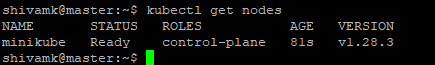 shivamk@master:~$ kubectl get nodes
NAME       STATUS   ROLES           AGE   VERSION
minikube   Ready    control-plane   81s   v1.28.3
shivamk@master:~$